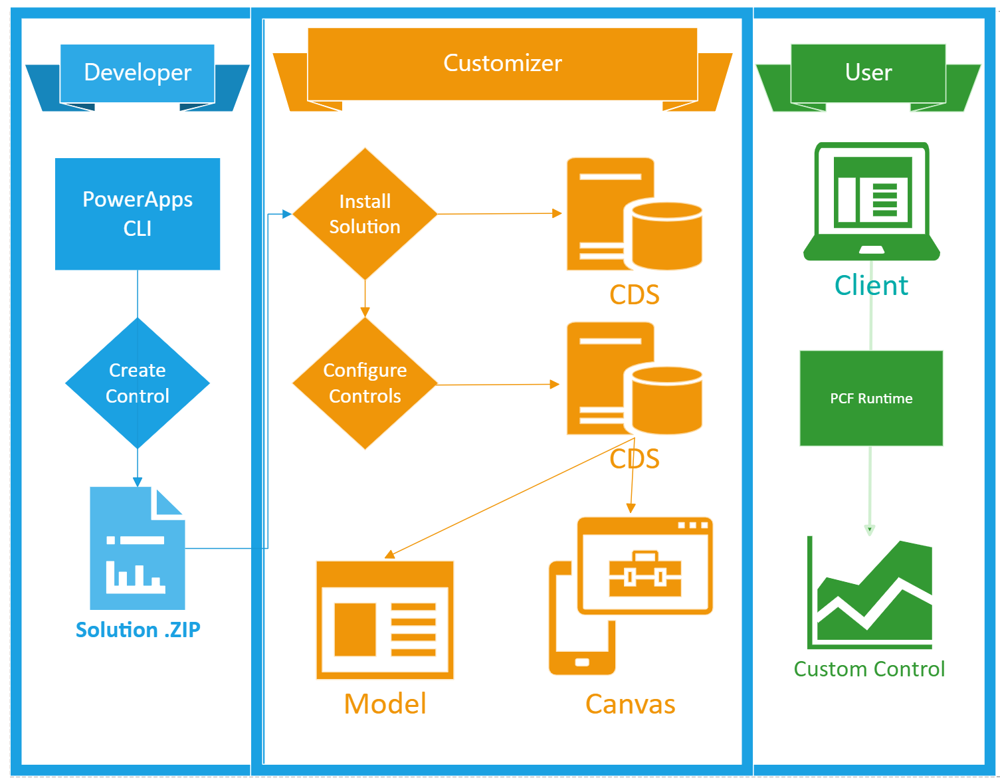 Developer
PowerApps
CLI
Create
Control
Solution .ZIP
Customizer
Install
Solution
CDS
Configure
Controls
CDS
Model
Canvas
User
Client
PCF Runtime
Custom Control